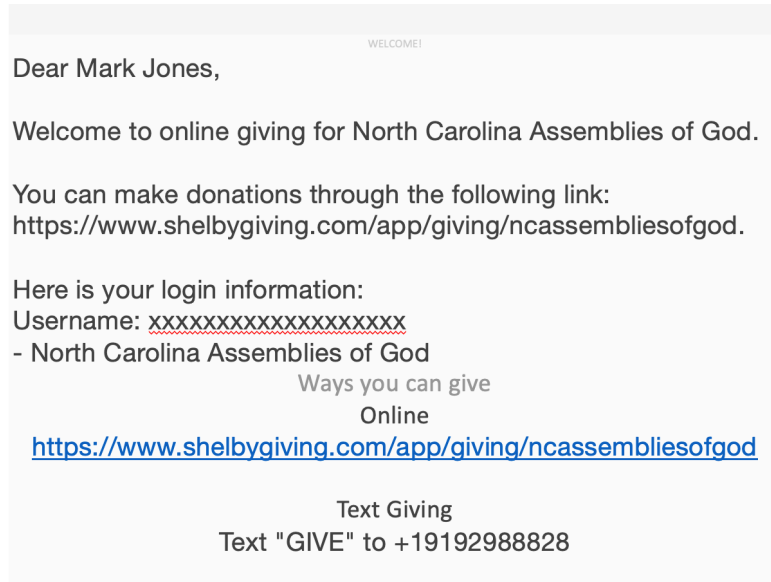 WELCOME!
Dear Mark Jones,
Welcome to online giving for North Carolina Assemblies of God.
You can make donations through the following link:
https://www.shelbygiving.com/app/giving/ncassembliesofgod.
Here is your login information:
Username: xxxxxxxxxxxxxxxxxxx
- North Carolina Assemblies of God
Ways you can give
Online
https://www.shelbygiving.com/app/giving/ncassembliesofgod
Text Giving
Text "GIVE" to +19192988828